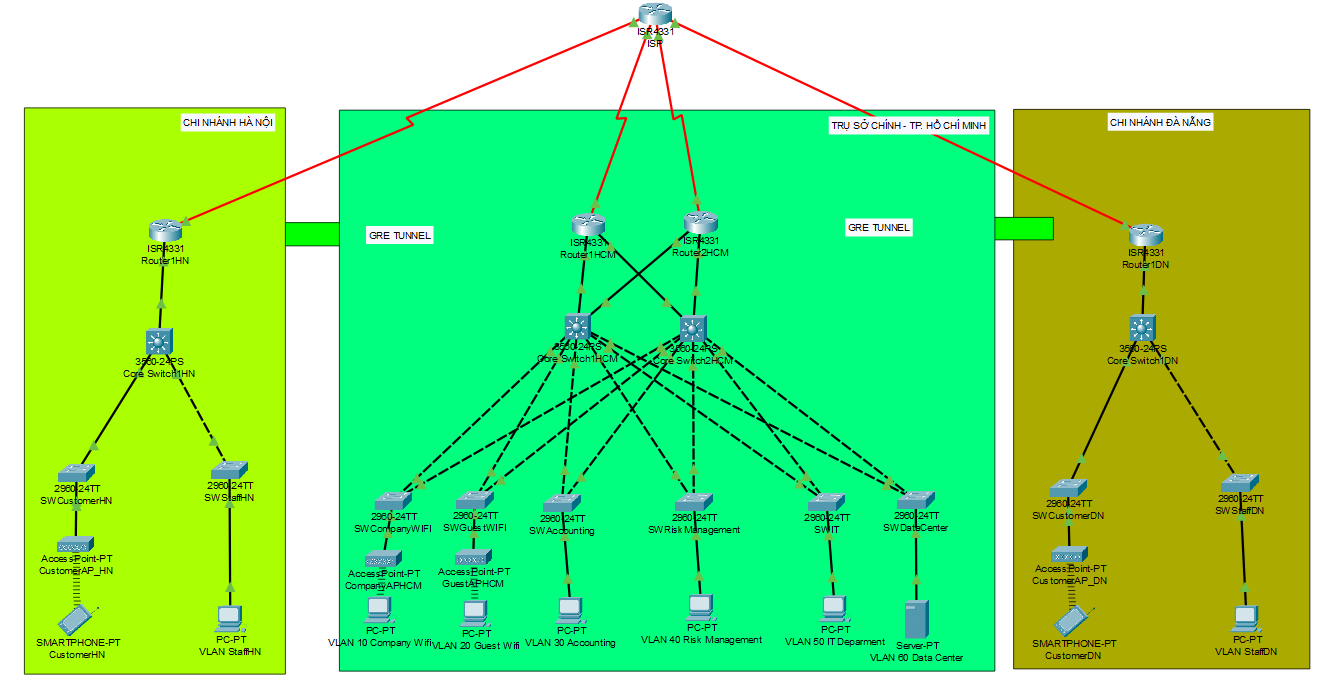 ISR4331
ISP
CHI NHÁNH HÀ NỘI
TRỤ SỞ CHÍNH - TP. HỒ CHÍ MINH
CHI NHÁNH ĐÀ NẴNG
GRE TUNNEL
GRE TUNNEL
ISR4331
Router1HN
ISR4331
Router1HCM
ISR4331
Router2HCM
ISR4331
Router1DN
3560-24PS
Core Switch1HN
3560-24PS
Core Switch1HCM
3560-24PS
Core Switch2HCM
3560-24PS
Core Switch1DN
2960-24TT
SWCustomerHN
2960-24TT
SWStaffHN
2960-24TT
SWCompanyWIFI
2960-24TT
SWGuestWIFI
2960-24TT
SWAccounting
2960-24TT
SWRisk Management
2960-24TT
SWIT
2960-24TT
SWDataCenter
2960-24TT
SWCustomerDN
2960-24TT
SWStaffDN
AccessPoint-PT
CustomerAP_HN
AccessPoint-PT
CompanyAPHCM
AccessPoint-PT
GuestAPHCM
AccessPoint-PT
CustomerAP_DN
SMARTPHONE-PT
CustomerHN
PC-PT
VLAN StaffHN
PC-PT
VLAN 10 Company Wifi
PC-PT
VLAN 20 Guest Wifi
PC-PT
VLAN 30 Accounting
PC-PT
VLAN 40 Risk Management
PC-PT
VLAN 50 IT Deparment
Server-PT
VLAN 60 Data Center
SMARTPHONE-PT
CustomerDN
PC-PT
VLAN StaffDN